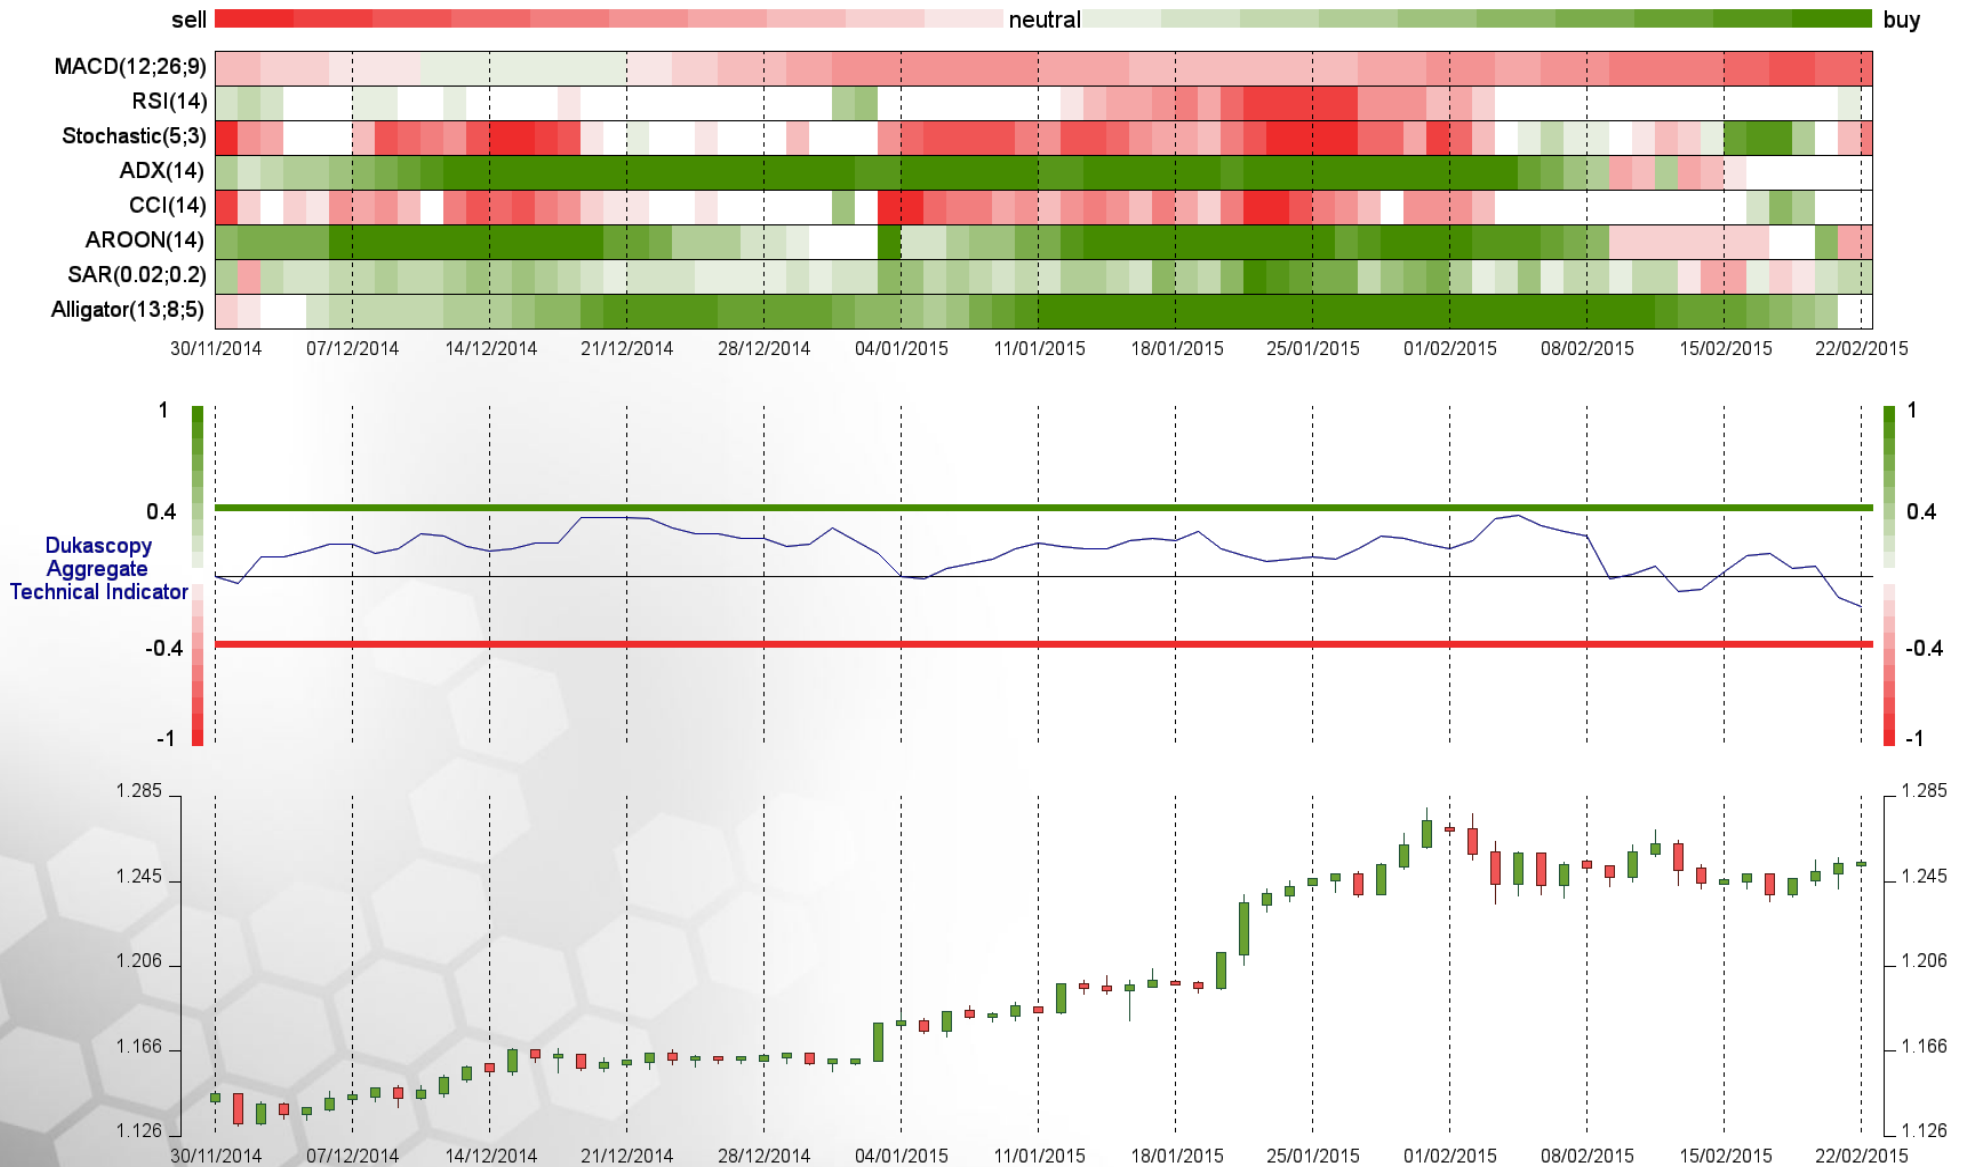 sell neutral buy
MACD(12;26;9)
RSI(14)
Stochastic(5;3)
ADX(14)
CCI(14)
AROON(14)
SAR(0.02;0.2)
Alligator(13;8;5)
30/11/2014 07/12/2014 14/12/2014 21/12/2014 28/12/2014 04/01/2015 11/01/2015 18/01/2015 25/01/2015 01/02/2015 08/02/2015 15/02/2015 22/02/2015
1 1
0.4 0.4
Dukascopy
Aggregate
Technical Indicator
-0.4 -0.4
-1 -1
1.285 1.285
1.245 1.245
1.206 1.206
1.166 1.166
1.126 1.126
30/11/2014 07/12/2014 14/12/2014 21/12/2014 28/12/2014 04/01/2015 11/01/2015 18/01/2015 25/01/2015 01/02/2015 08/02/2015 15/02/2015 22/02/2015